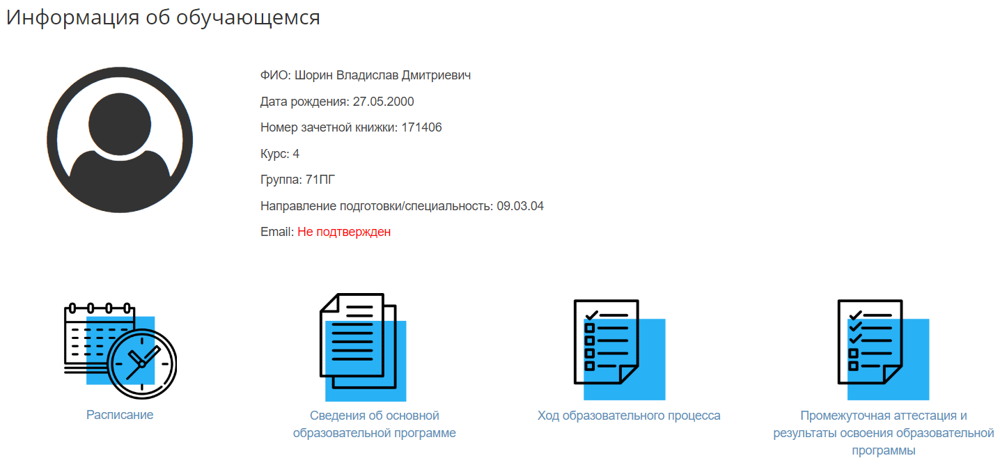 Информация об обучающемся
ФИО: Шорин Владислав Дмитриевич
Дата рождения: 27.05.2000
Номер зачетной книжки: 171406
Курс: 4
Группа: 71ПГ
Направление подготовки/специальность: 09.03.04
Email: Не подтвержден
Расписание
Сведения об основной
образовательной программе
Ход образовательного процесса
Промежуточная аттестация и
результаты освоения образовательной
программы